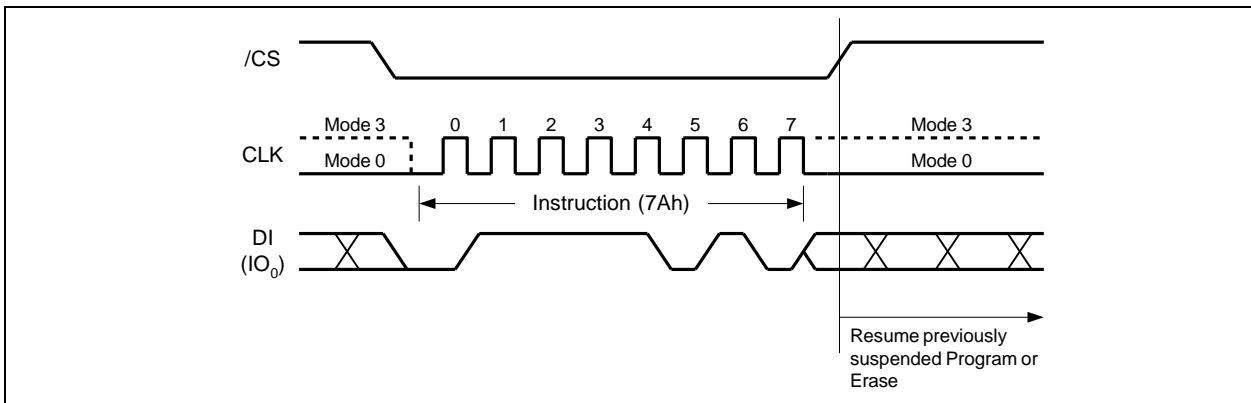 /CS
Mode 3
0 1 2 3 4 5 6 7
Mode 3
CLK
Mode 0
Mode 0
Instruction (7Ah)
DI
(IO₀)
Resume previously
suspended Program or
Erase